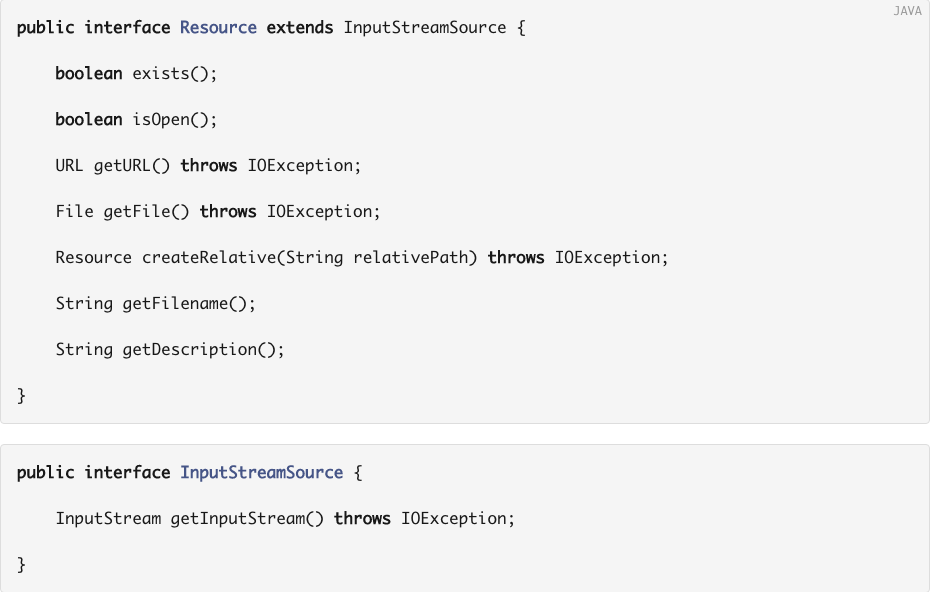 JAVA
public interface Resource extends InputStreamSource {
boolean exists();
boolean isOpen();
URL getURL() throws IOException;
File getFile() throws IOException;
Resource createRelative(String relativePath) throws IOException;
String getFilename();
String getDescription();
}
public interface InputStreamSource {
InputStream getInputStream() throws IOException;
}